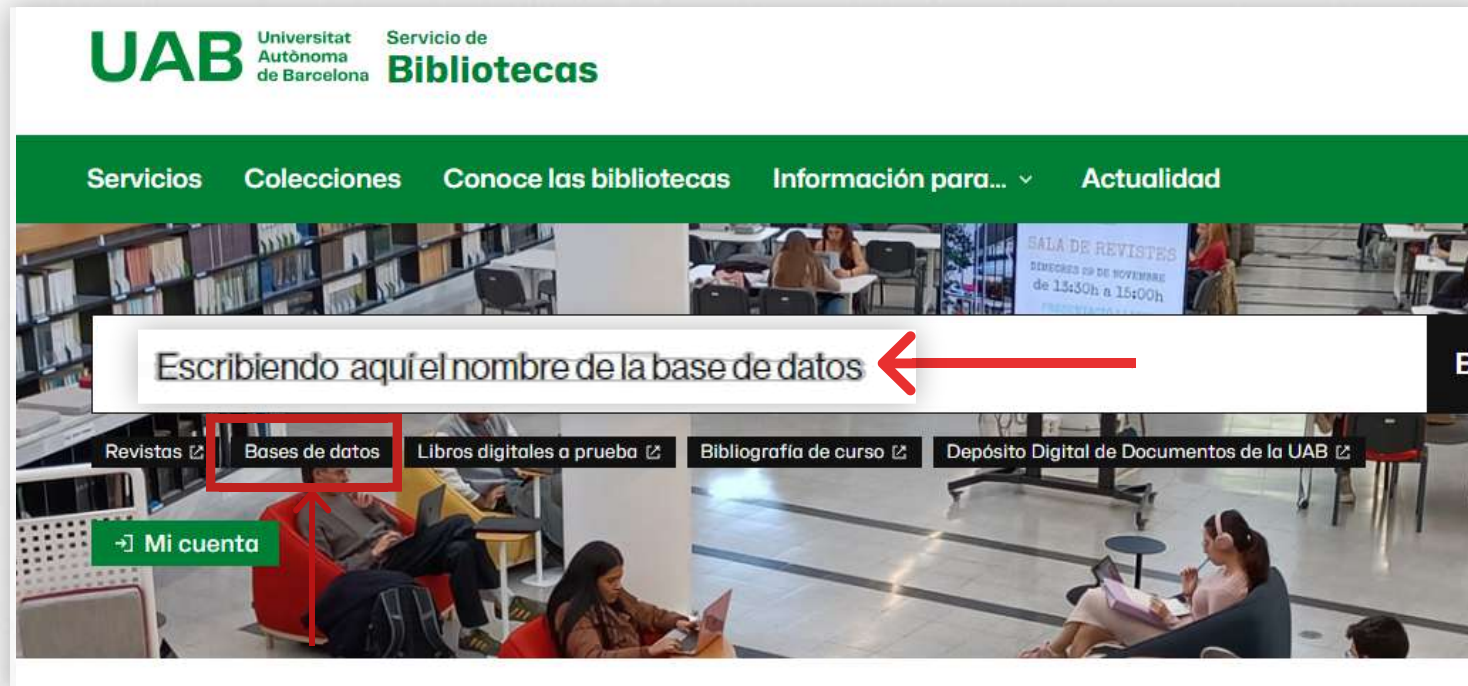 UAB Universitat Autònoma de Barcelona
Servicio de
Bibliotecas
Servicios Colecciones Conoce las bibliotecas Información para... Actualidad
SALA DE REVISTES
DIMECRES 09 DE NOVEMBRE
de 13:30h a 15:00h
Escribiendo aquí el nombre de la base de datos
Revistas Bases de datos Libros digitales a prueba Bibliografía de curso Depósito Digital de Documentos de la UAB
Mi cuenta